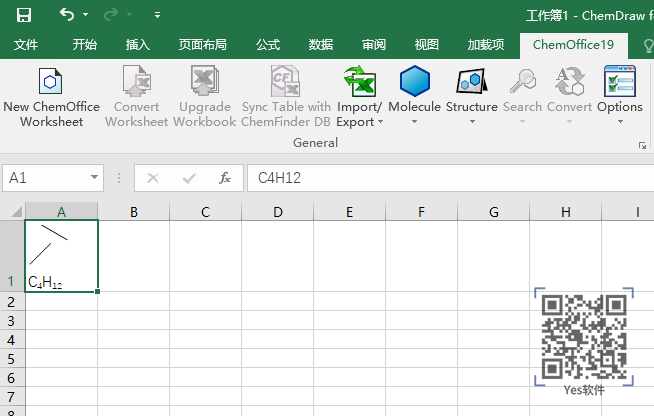 工作簿1 - ChemDraw fo
文件 开始 插入 页面布局 公式 数据 审阅 视图 加载项 ChemOffice19
New ChemOffice Worksheet
Convert Worksheet
Upgrade Workbook
Sync Table with ChemFinder DB
Import/ Export
Molecule
Structure
Search
Convert
Options
General
A1 fx C4H12
A B C D E F G H I
1 C₄H₁₂
2
3
4
5
6
7
8
Yes软件